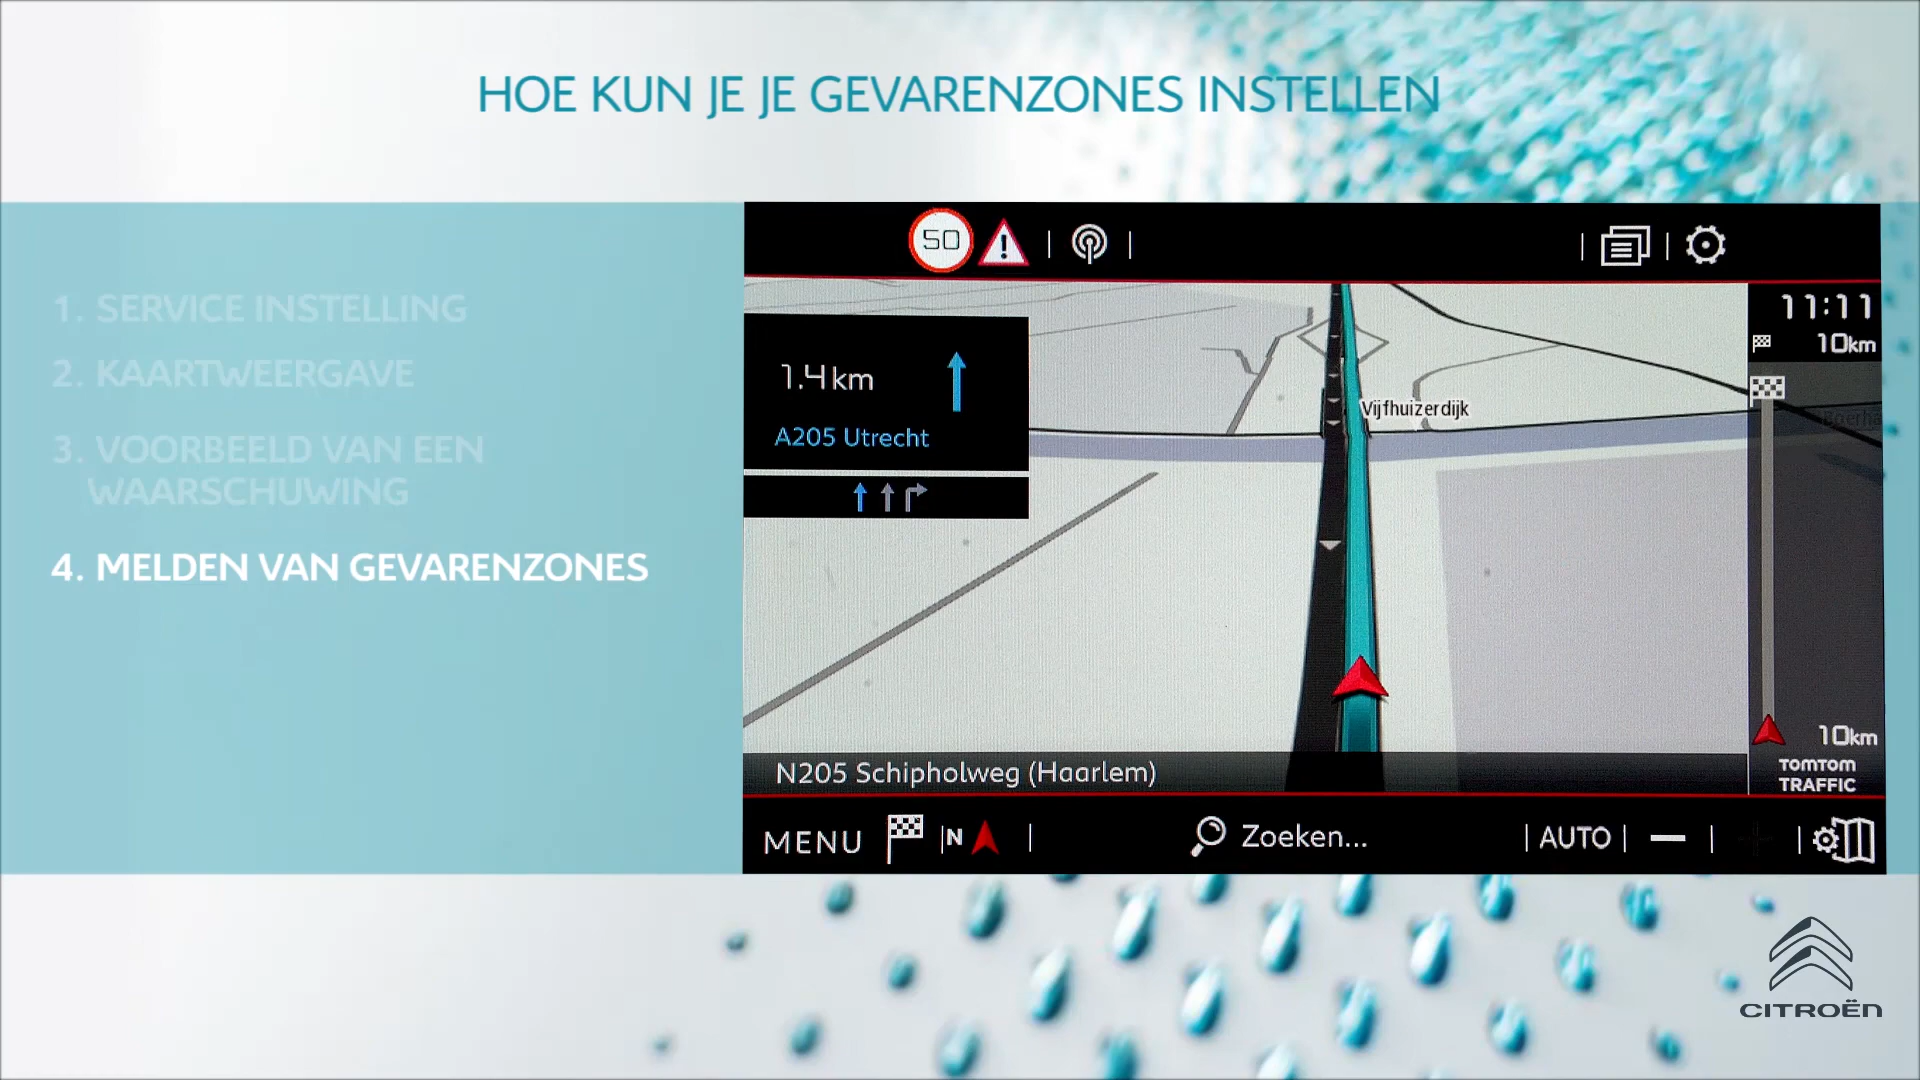 HOE KUN JE JE GEVARENZONES INSTELLEN
1. SERVICE INSTELLING
2. KAARTWEERGAVE
3. VOORBEELD VAN EEN
WAARSCHUWING
4. MELDEN VAN GEVARENZONES
50
11:11
10km
1.4 km
A205 Utrecht
Vijfhuizerdijk
10km
TOMTOM
TRAFFIC
N205 Schipholweg (Haarlem)
MENU
N
Zoeken...
AUTO
CITROËN